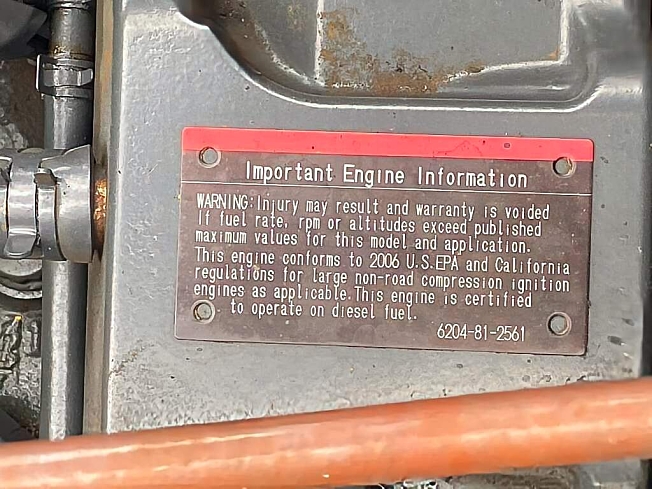 Important Engine Information
WARNING: Injury may result and warranty is voided
If fuel rate, rpm or altitudes exceed published
maximum values for this model and application.
This engine conforms to 2006 U.S.EPA and California
regulations for large non-road compression ignition
engines as applicable. This engine is certified
to operate on diesel fuel.
6204-81-2561